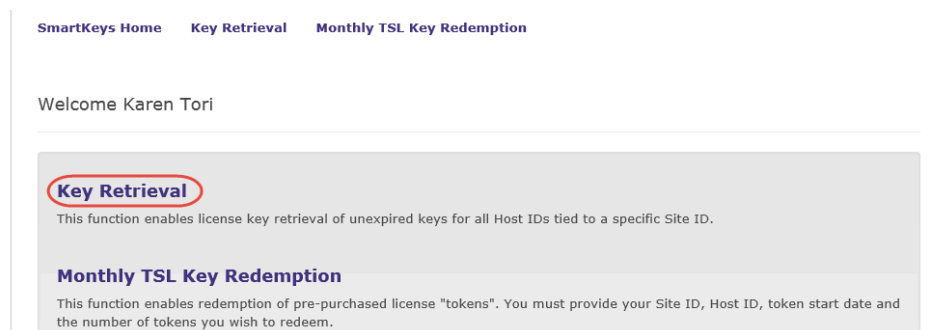 SmartKeys Home Key Retrieval Monthly TSL Key Redemption
Welcome Karen Tori
Key Retrieval
This function enables license key retrieval of unexpired keys for all Host IDs tied to a specific Site ID.
Monthly TSL Key Redemption
This function enables redemption of pre-purchased license "tokens". You must provide your Site ID, Host ID, token start date and
the number of tokens you wish to redeem.